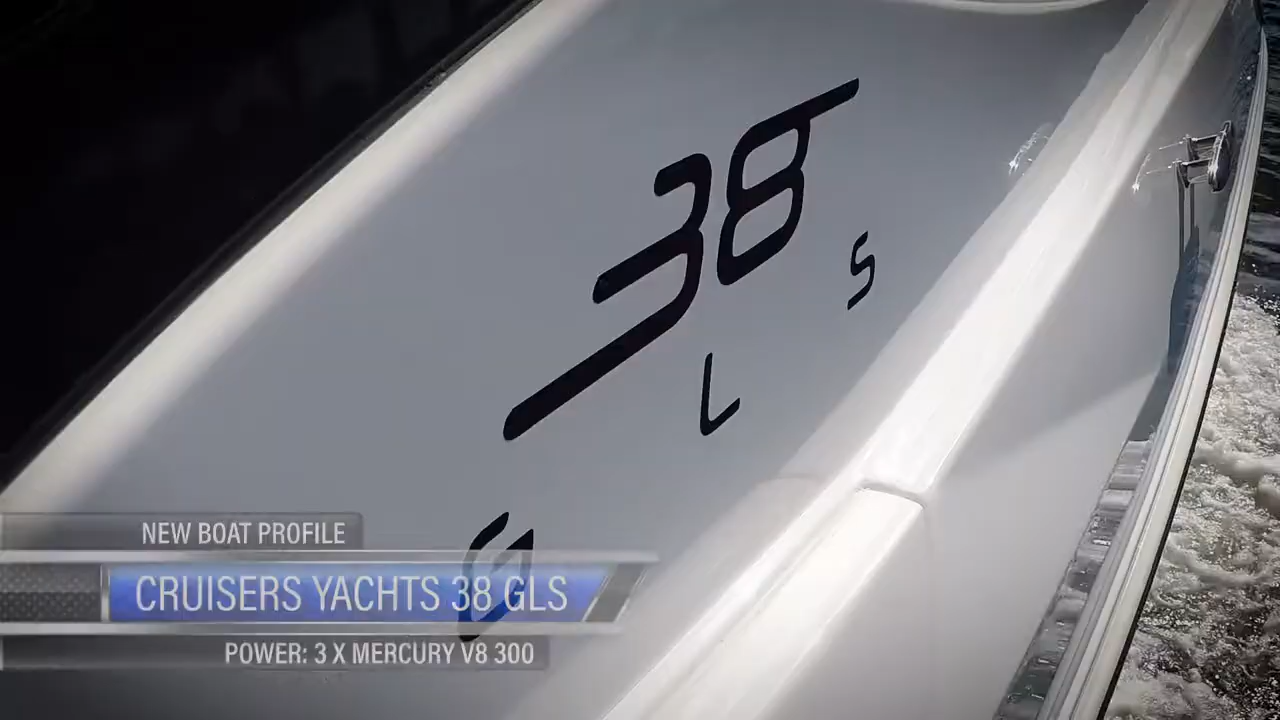 38
G L S
NEW BOAT PROFILE
CRUISERS YACHTS 38 GLS
POWER: 3 X MERCURY V8 300